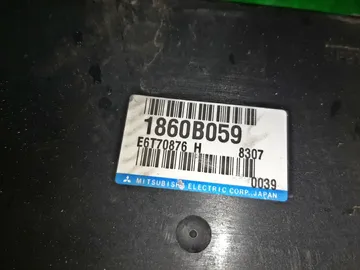 1860B059
E6T70876 H 8307
0039
MITSUBISHI ELECTRIC CORP. JAPAN